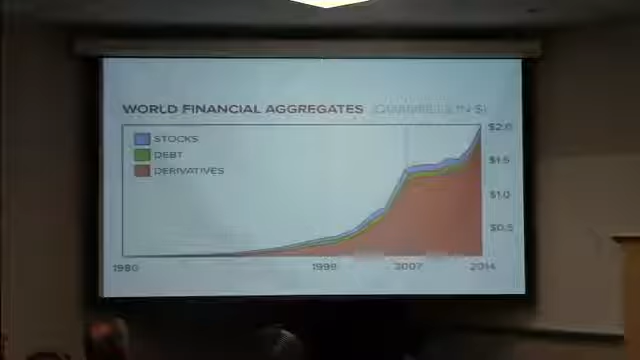 WORLD FINANCIAL AGGREGATES
STOCKS
DEBT
DERIVATIVES
$2.0
$1.5
$1.0
$0.5
1980
1999
2007
2014